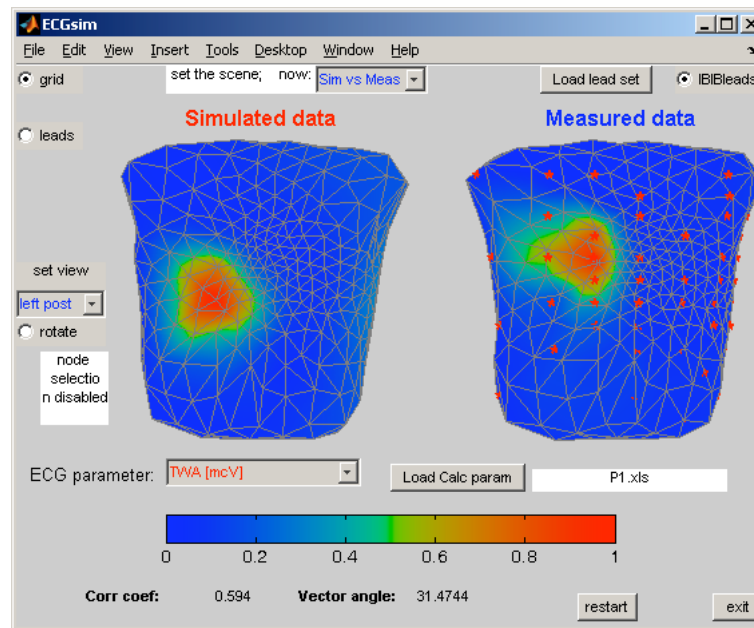 ECGsim
File Edit View Insert Tools Desktop Window Help
grid set the scene; now: Sim vs Meas Load lead set IBIBleads
Simulated data Measured data
leads
set view
left post
rotate
node
selectio
n disabled
ECG parameter: TWA [mcV] Load Calc param P1.xls
0 0.2 0.4 0.6 0.8 1
Corr coef: 0.594 Vector angle: 31.4744 restart exit